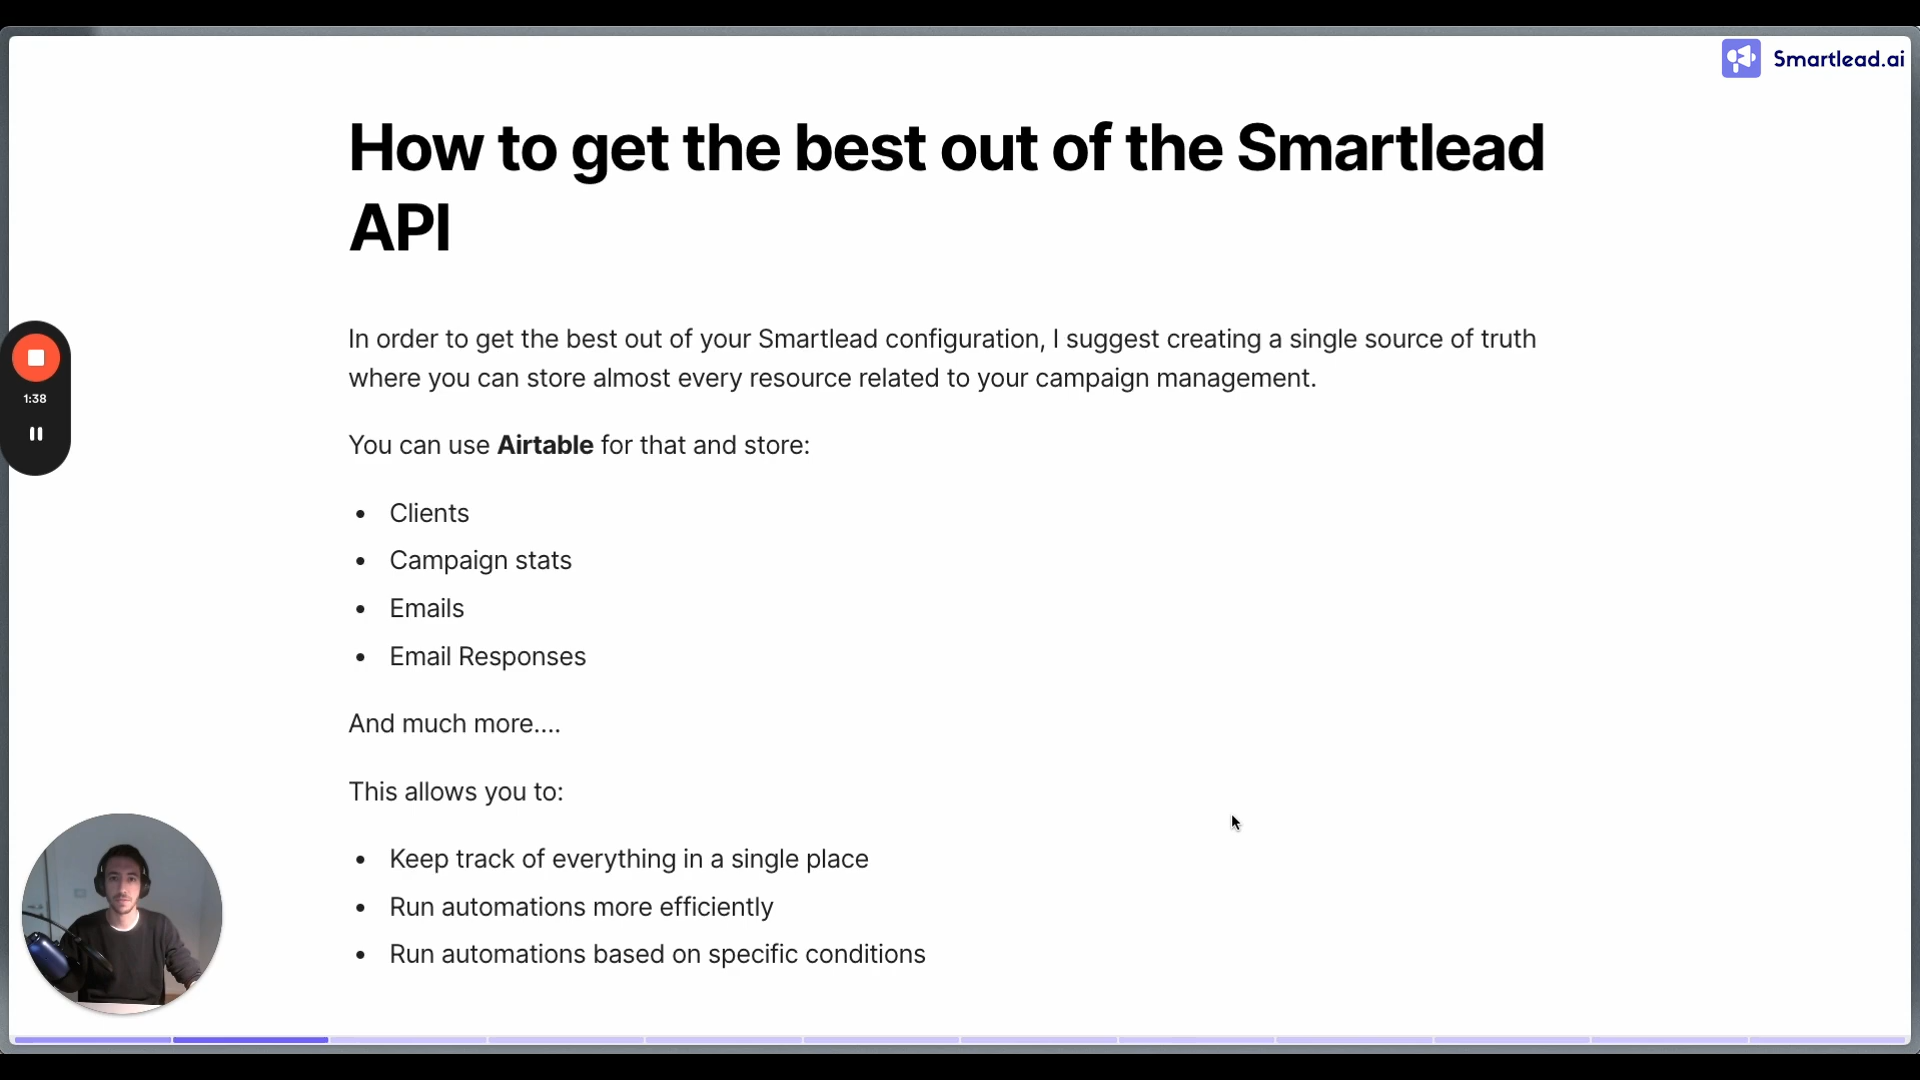 Smartlead.ai
How to get the best out of the Smartlead
API
In order to get the best out of your Smartlead configuration, I suggest creating a single source of truth
where you can store almost every resource related to your campaign management.
1:38
You can use Airtable for that and store:
• Clients
• Campaign stats
• Emails
• Email Responses
And much more....
This allows you to:
• Keep track of everything in a single place
• Run automations more efficiently
• Run automations based on specific conditions